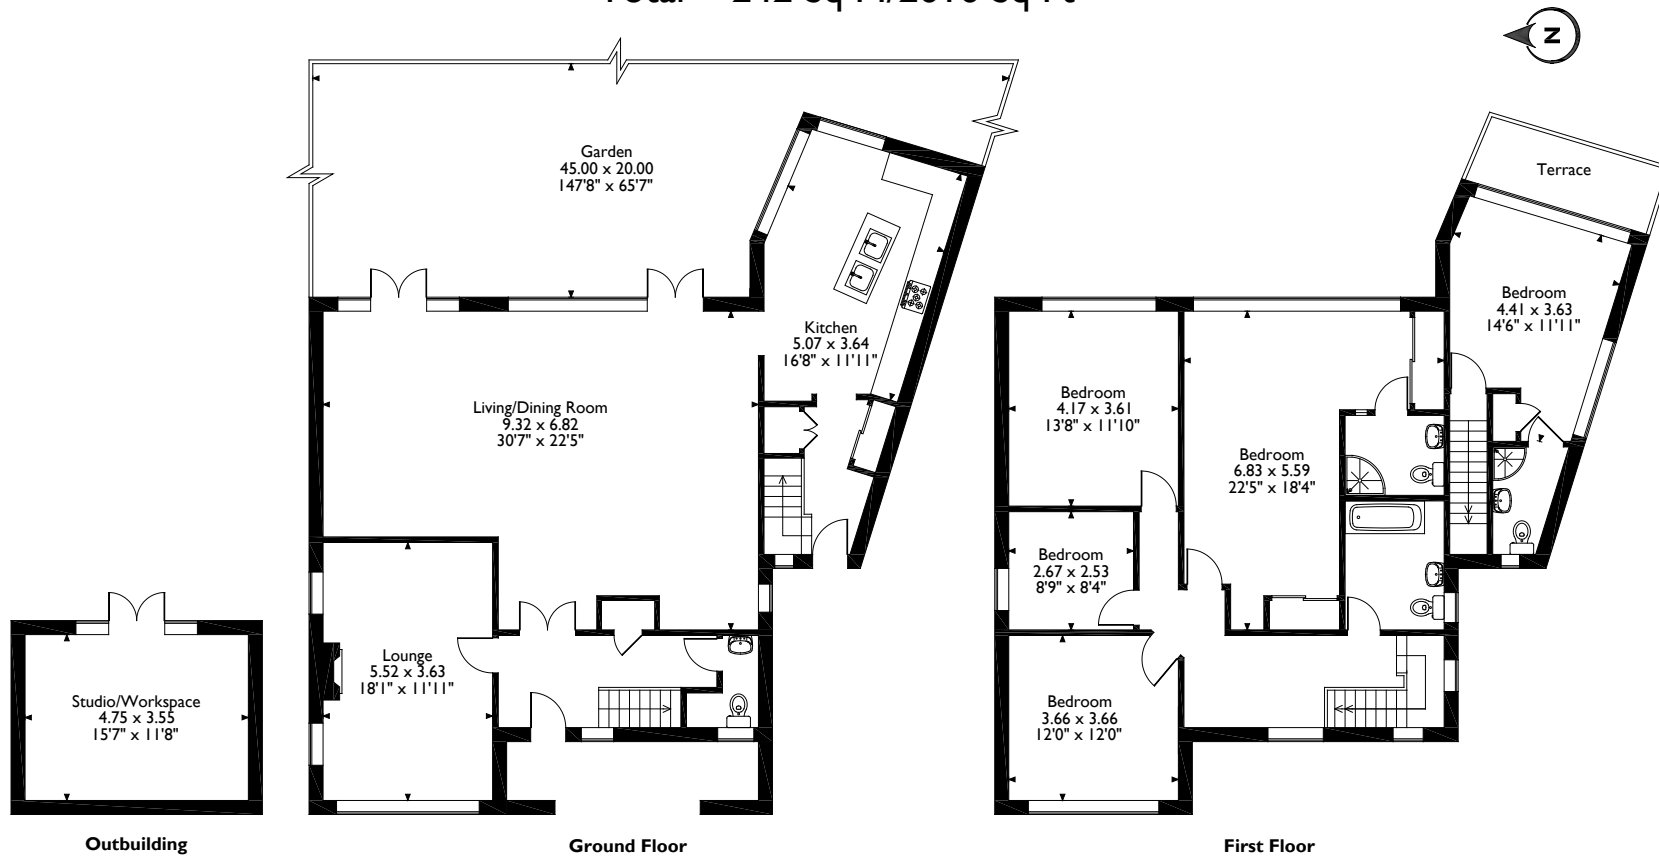 N
Garden
45.00 x 20.00
147'8" x 65'7"
Terrace
Kitchen
5.07 x 3.64
16'8" x 11'11"
Bedroom
4.41 x 3.63
14'6" x 11'11"
Living/Dining Room
9.32 x 6.82
30'7" x 22'5"
Bedroom
4.17 x 3.61
13'8" x 11'10"
Bedroom
6.83 x 5.59
22'5" x 18'4"
Bedroom
2.67 x 2.53
8'9" x 8'4"
Lounge
5.52 x 3.63
18'1" x 11'11"
Studio/Workspace
4.75 x 3.55
15'7" x 11'8"
Bedroom
3.66 x 3.66
12'0" x 12'0"
Outbuilding
Ground Floor
First Floor